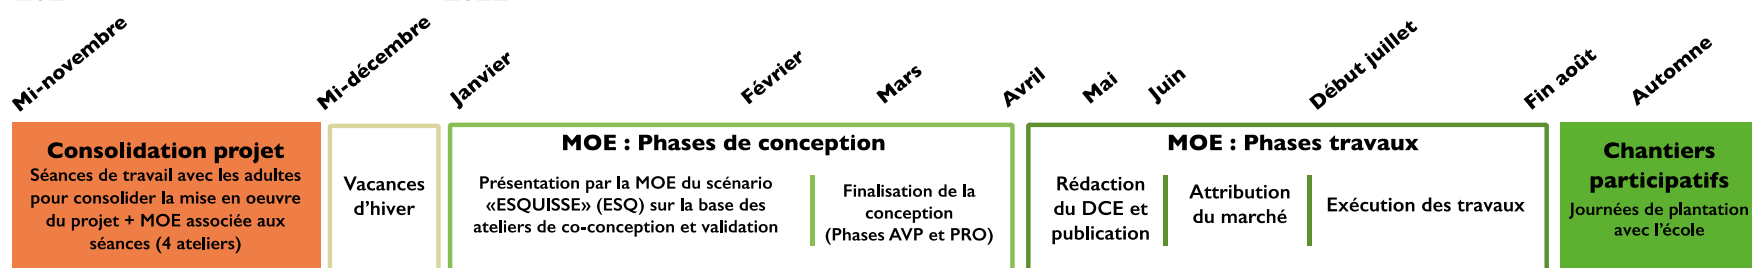 Mi-novembre
Mi-décembre
Janvier
Février
Mars
Avril
Mai
Juin
Début juillet
Fin août
Automne
Consolidation projet
Séances de travail avec les adultes
pour consolider la mise en oeuvre
du projet + MOE associée aux
séances (4 ateliers)
Vacances
d'hiver
MOE : Phases de conception
Présentation par la MOE du scénario
«ESQUISSE» (ESQ) sur la base des
ateliers de co-conception et validation
Finalisation de la
conception
(Phases AVP et PRO)
MOE : Phases travaux
Rédaction
du DCE et
publication
Attribution
du marché
Exécution des travaux
Chantiers
participatifs
Journées de plantation
avec l'école